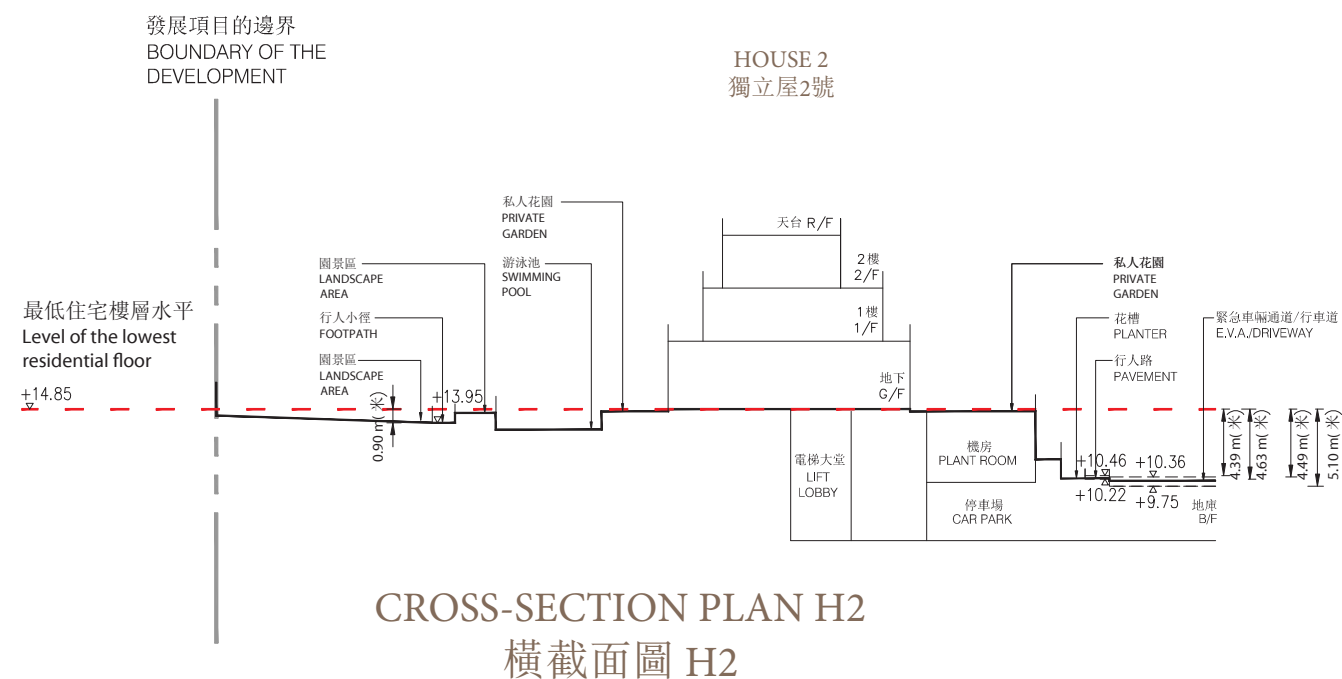 發展項目的邊界
BOUNDARY OF THE
DEVELOPMENT
HOUSE 2
獨立屋2號
私人花園
PRIVATE
GARDEN
天台 R/F
園景區
LANDSCAPE
AREA
游泳池
SWIMMING
POOL
2樓
2/F
私人花園
PRIVATE
GARDEN
最低住宅樓層水平
Level of the lowest
residential floor
行人小徑
FOOTPATH
1樓
1/F
花槽
PLANTER
緊急車輛通道/行車道
E.V.A./DRIVEWAY
園景區
LANDSCAPE
AREA
行人路
PAVEMENT
地下
G/F
+14.85
+13.95
0.90 m(米)
電梯大堂
LIFT
LOBBY
機房
PLANT ROOM
+10.46
+10.36
+10.22
+9.75
停車場
CAR PARK
地庫
B/F
4.39 m(米)
4.63 m(米)
4.49 m(米)
5.10 m(米)
CROSS-SECTION PLAN H2
橫截面圖 H2